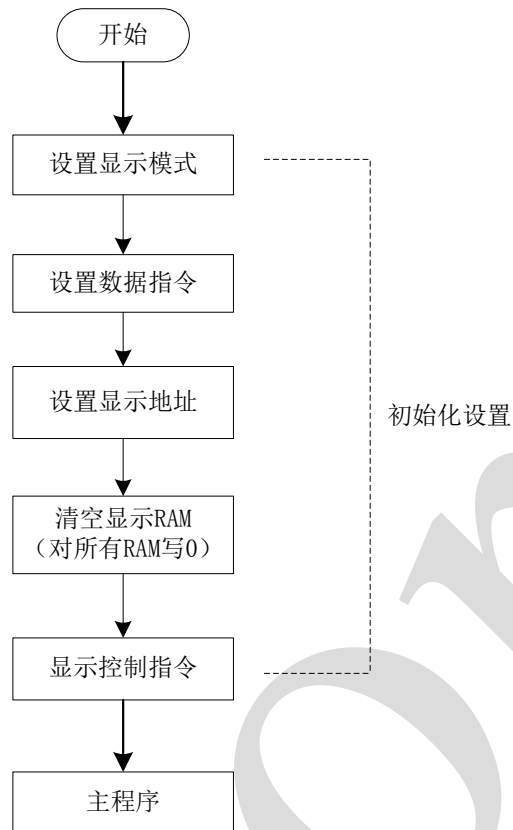 开始
设置显示模式
设置数据指令
设置显示地址
初始化设置
清空显示RAM
（对所有RAM写0）
显示控制指令
主程序